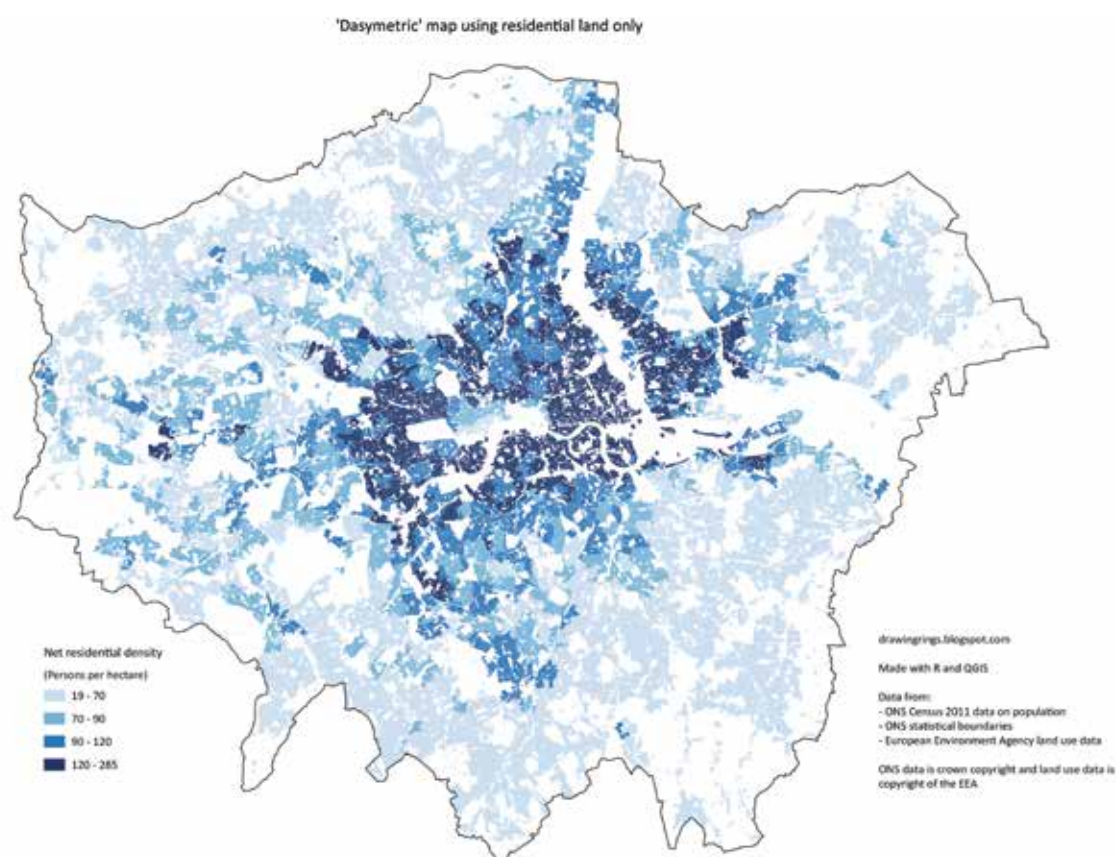 'Dasymetric' map using residential land only
Net residential density
(Persons per hectare)
19 - 70
70 - 90
90 - 120
120 - 265
drawingrings.blogspot.com
Made with R and QGIS
Data from:
- ONS Census 2011 data on population
- ONS statistical boundaries
- European Environment Agency land use data
ONS data is crown copyright and land use data is
copyright of the EEA